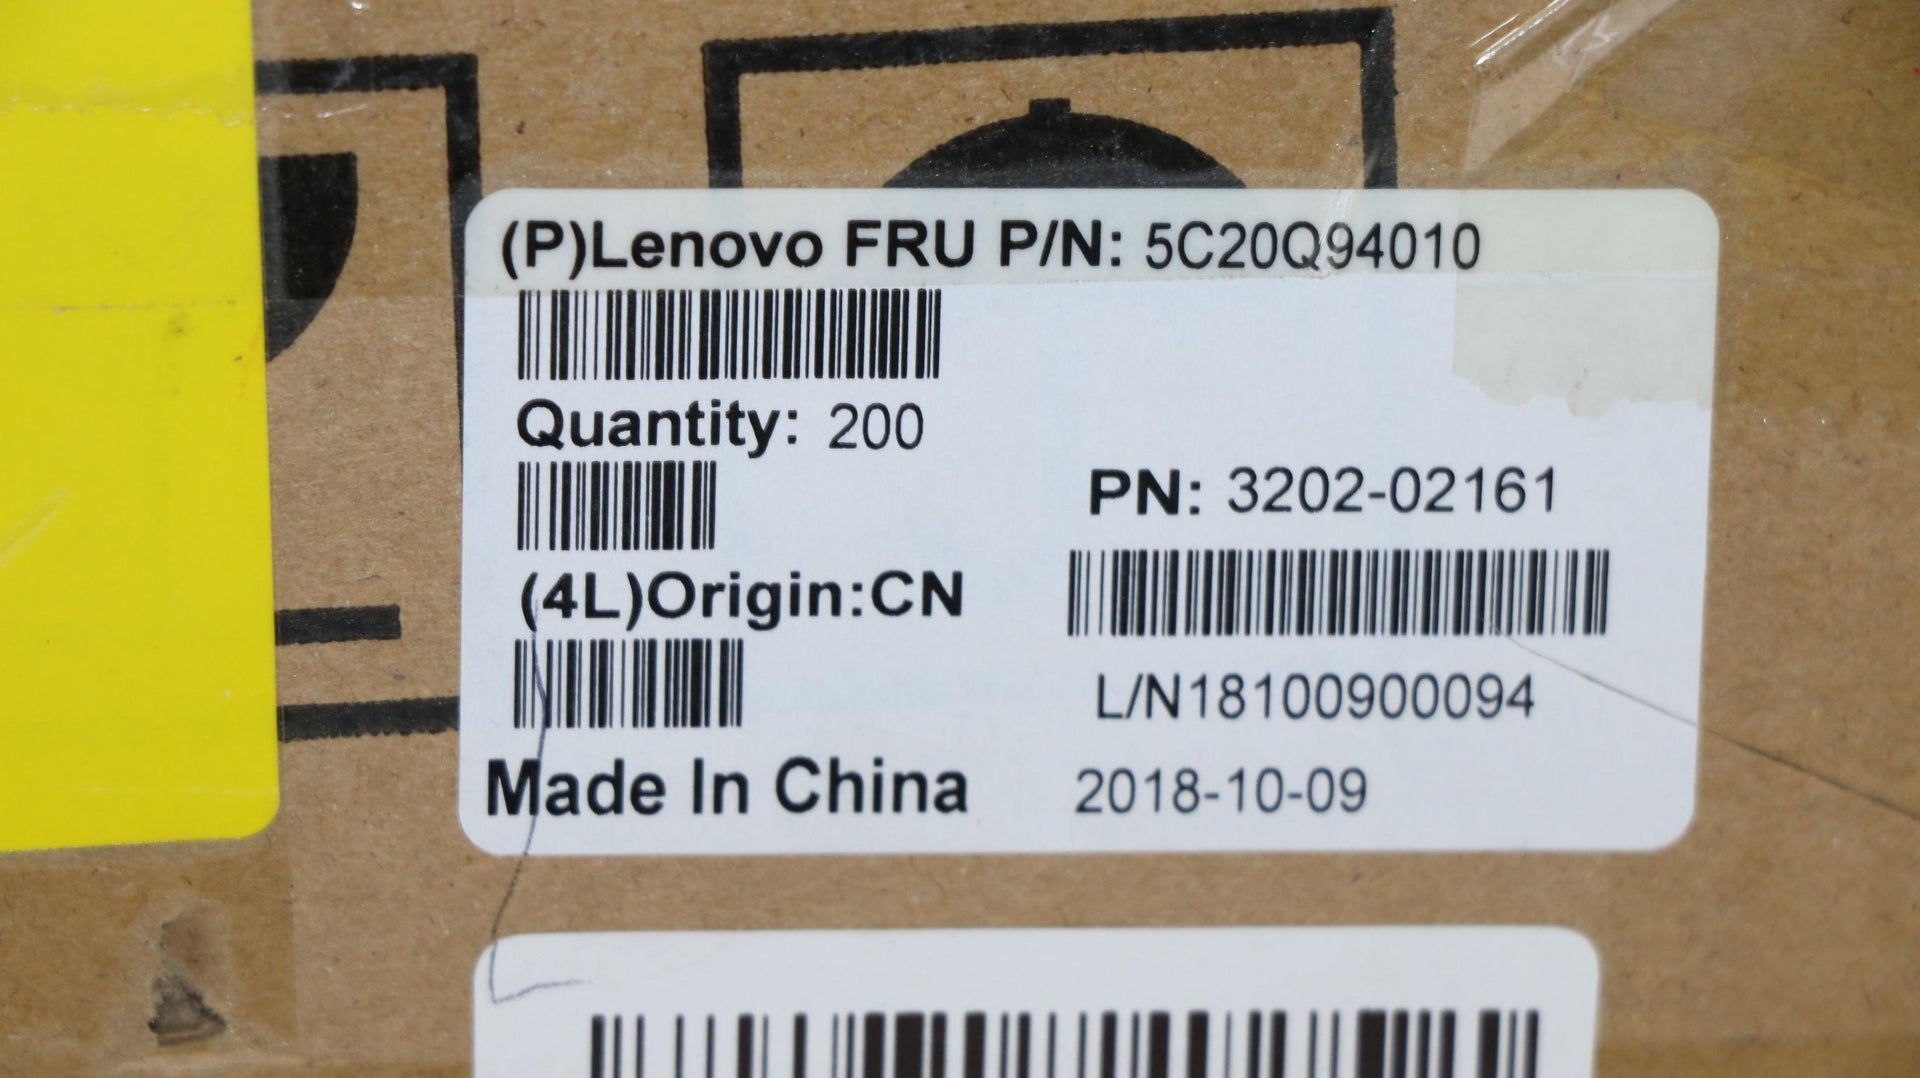 (P)Lenovo FRU P/N: 5C20Q94010
Quantity: 200
PN: 3202-02161
(4L)Origin:CN
L/N18100900094
Made In China
2018-10-09